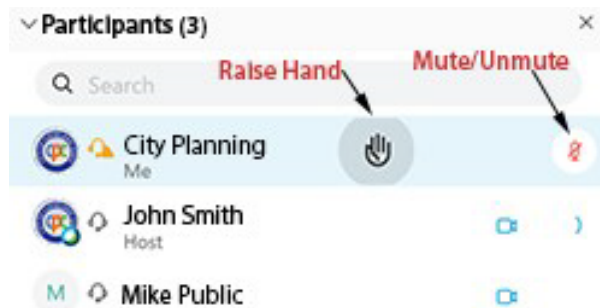 Participants (3)
Search
Raise Hand
Mute/Unmute
City Planning
Me
John Smith
Host
M
Mike Public